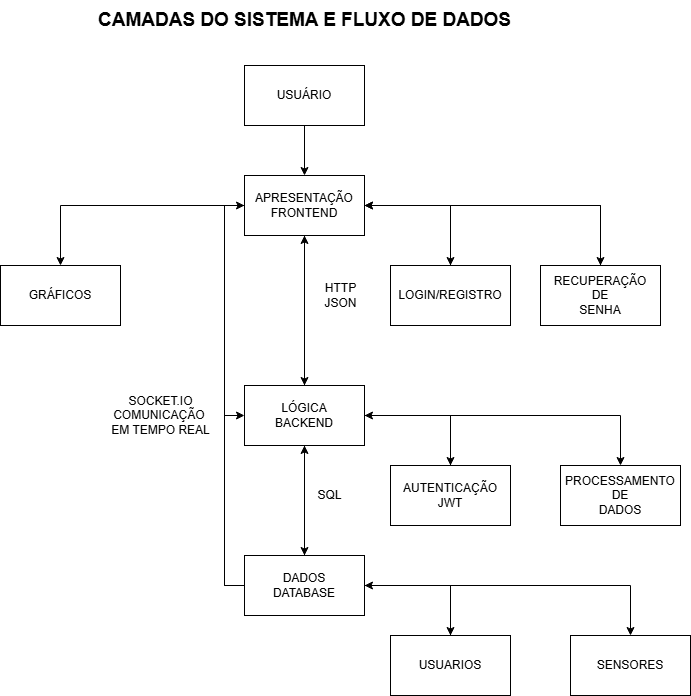 CAMADAS DO SISTEMA E FLUXO DE DADOS
USUÁRIO
APRESENTAÇÃO
FRONTEND
GRÁFICOS
HTTP
JSON
LOGIN/REGISTRO
RECUPERAÇÃO
DE
SENHA
SOCKET.IO
COMUNICAÇÃO
EM TEMPO REAL
LÓGICA
BACKEND
SQL
AUTENTICAÇÃO
JWT
PROCESSAMENTO
DE
DADOS
DADOS
DATABASE
USUARIOS
SENSORES